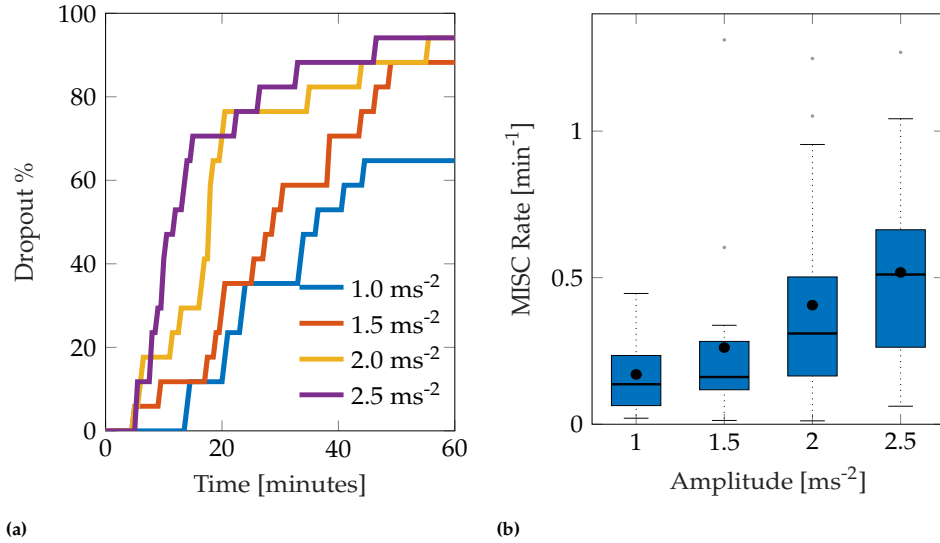 100
80
60
40
20
0
Dropout %
1.0 ms-2
1.5 ms-2
2.0 ms-2
2.5 ms-2
0 20 40 60
Time [minutes]
(a)
1
0.5
0
MISC Rate [min-1]
1 1.5 2 2.5
Amplitude [ms-2]
(b)